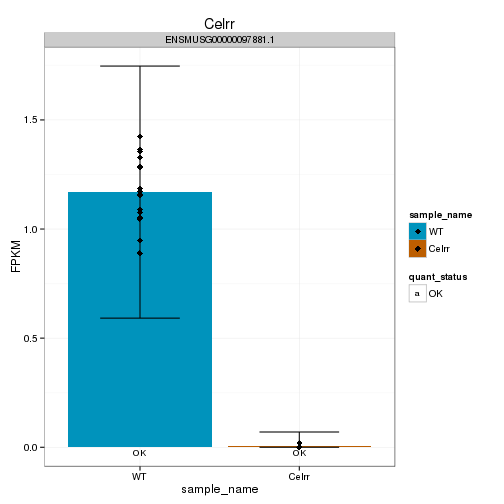 Celrr
ENSMUSG00000097881.1
FPKM
1.5
1.0
0.5
0.0
OK
OK
WT
Celrr
sample_name
sample_name
WT
Celrr
quant_status
a OK